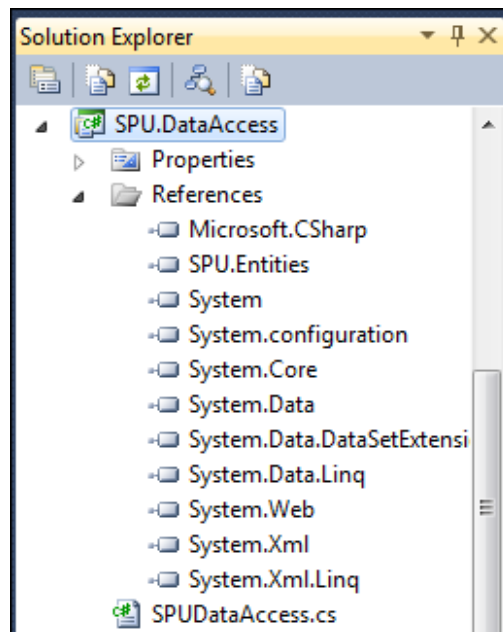 Solution Explorer
SPU.DataAccess
Properties
References
Microsoft.CSharp
SPU.Entities
System
System.configuration
System.Core
System.Data
System.Data.DataSetExtensi
System.Data.Linq
System.Web
System.Xml
System.Xml.Linq
SPUDataAccess.cs